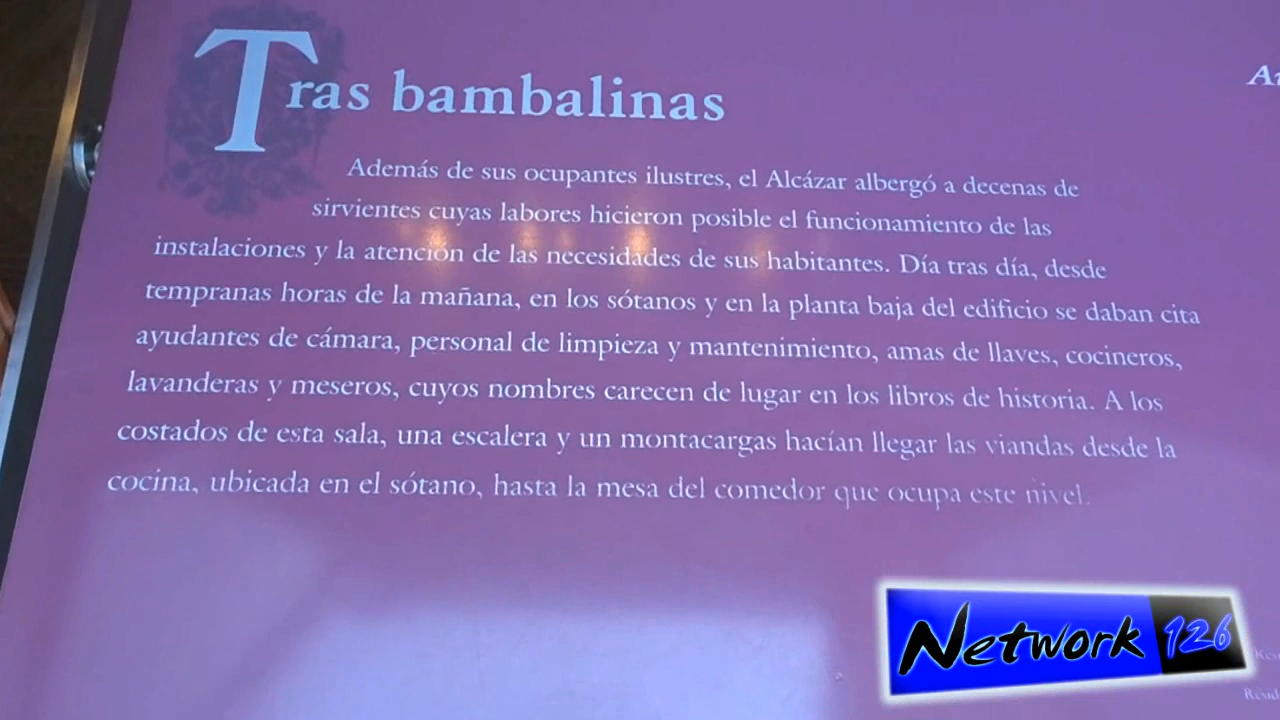 Tras bambalinas
Además de sus ocupantes ilustres, el Alcázar albergó a decenas de
sirvientes cuyas labores hicieron posible el funcionamiento de las
instalaciones y la atención de las necesidades de sus habitantes. Día tras día, desde
tempranas horas de la mañana, en los sótanos y en la planta baja del edificio se daban cita
ayudantes de cámara, personal de limpieza y mantenimiento, amas de llaves, cocineros,
lavanderas y meseros, cuyos nombres carecen de lugar en los libros de historia. A los
costados de esta sala, una escalera y un montacargas hacían llegar las viandas desde la
cocina, ubicada en el sótano, hasta la mesa del comedor que ocupa este nivel.
Network 126